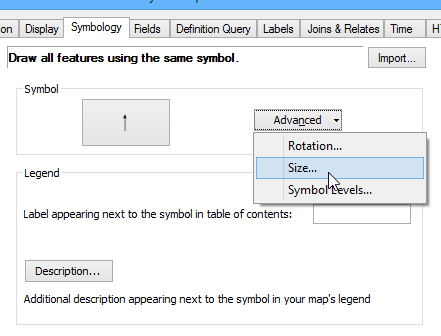 on Display Symbology Fields Definition Query Labels Joins & Relates Time H
Draw all features using the same symbol. Import...
Symbol
Advanced
Rotation...
Size...
Symbol Levels...
Legend
Label appearing next to the symbol in table of contents:
Description...
Additional description appearing next to the symbol in your map's legend